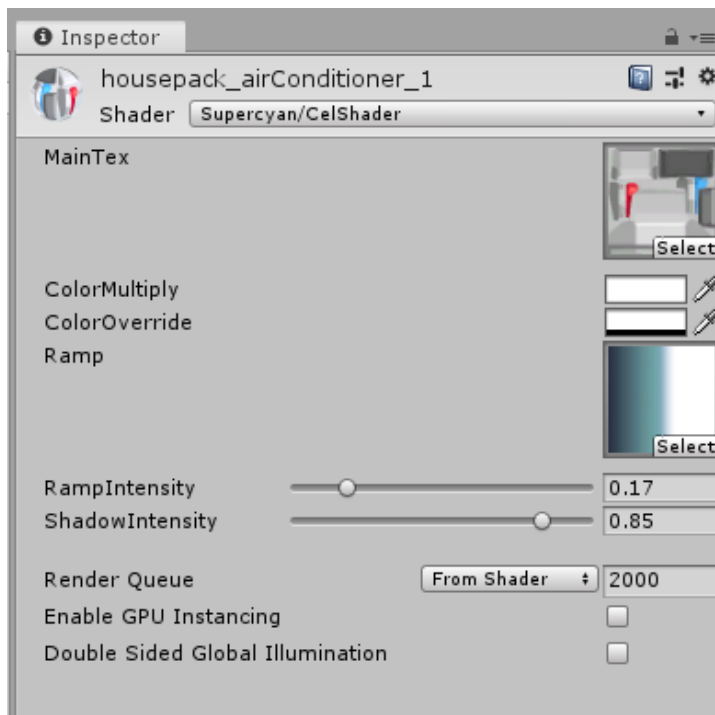 Inspector
housepack_airConditioner_1
Shader Supercyan/CelShader
MainTex
Select
ColorMultiply
ColorOverride
Ramp
Select
RampIntensity 0.17
ShadowIntensity 0.85
Render Queue From Shader 2000
Enable GPU Instancing
Double Sided Global Illumination